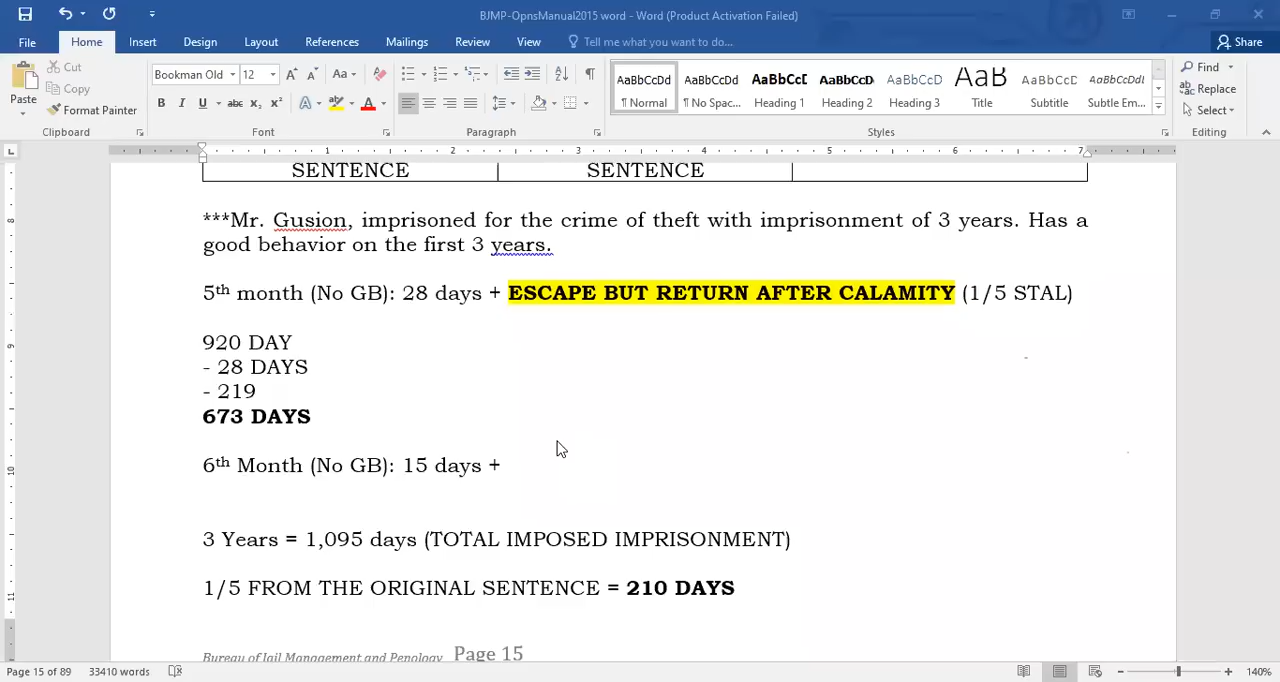 BJMP-OpnsManual2015 word - Word (Product Activation Failed)
File Home Insert Design Layout References Mailings Review View Tell me what you want to do... Share
Paste Cut Copy Format Painter
Bookman Old 12
AaBbCcDd AaBbCcDd AaBbCcD AaBbCcDd AaBbCcDd AaB AaBbCcD AaBbCcDd
¶ Normal ¶ No Spac... Heading 1 Heading 2 Heading 3 Title Subtitle Subtle Em...
Find Replace Select
Clipboard Font Paragraph Styles Editing
SENTENCE SENTENCE
***Mr. Gusion, imprisoned for the crime of theft with imprisonment of 3 years. Has a
good behavior on the first 3 years.
5th month (No GB): 28 days + ESCAPE BUT RETURN AFTER CALAMITY (1/5 STAL)
920 DAY
- 28 DAYS
- 219
673 DAYS
6th Month (No GB): 15 days +
3 Years = 1,095 days (TOTAL IMPOSED IMPRISONMENT)
1/5 FROM THE ORIGINAL SENTENCE = 210 DAYS
Bureau of Jail Management and Penology Page 15
Page 15 of 89 33410 words 140%